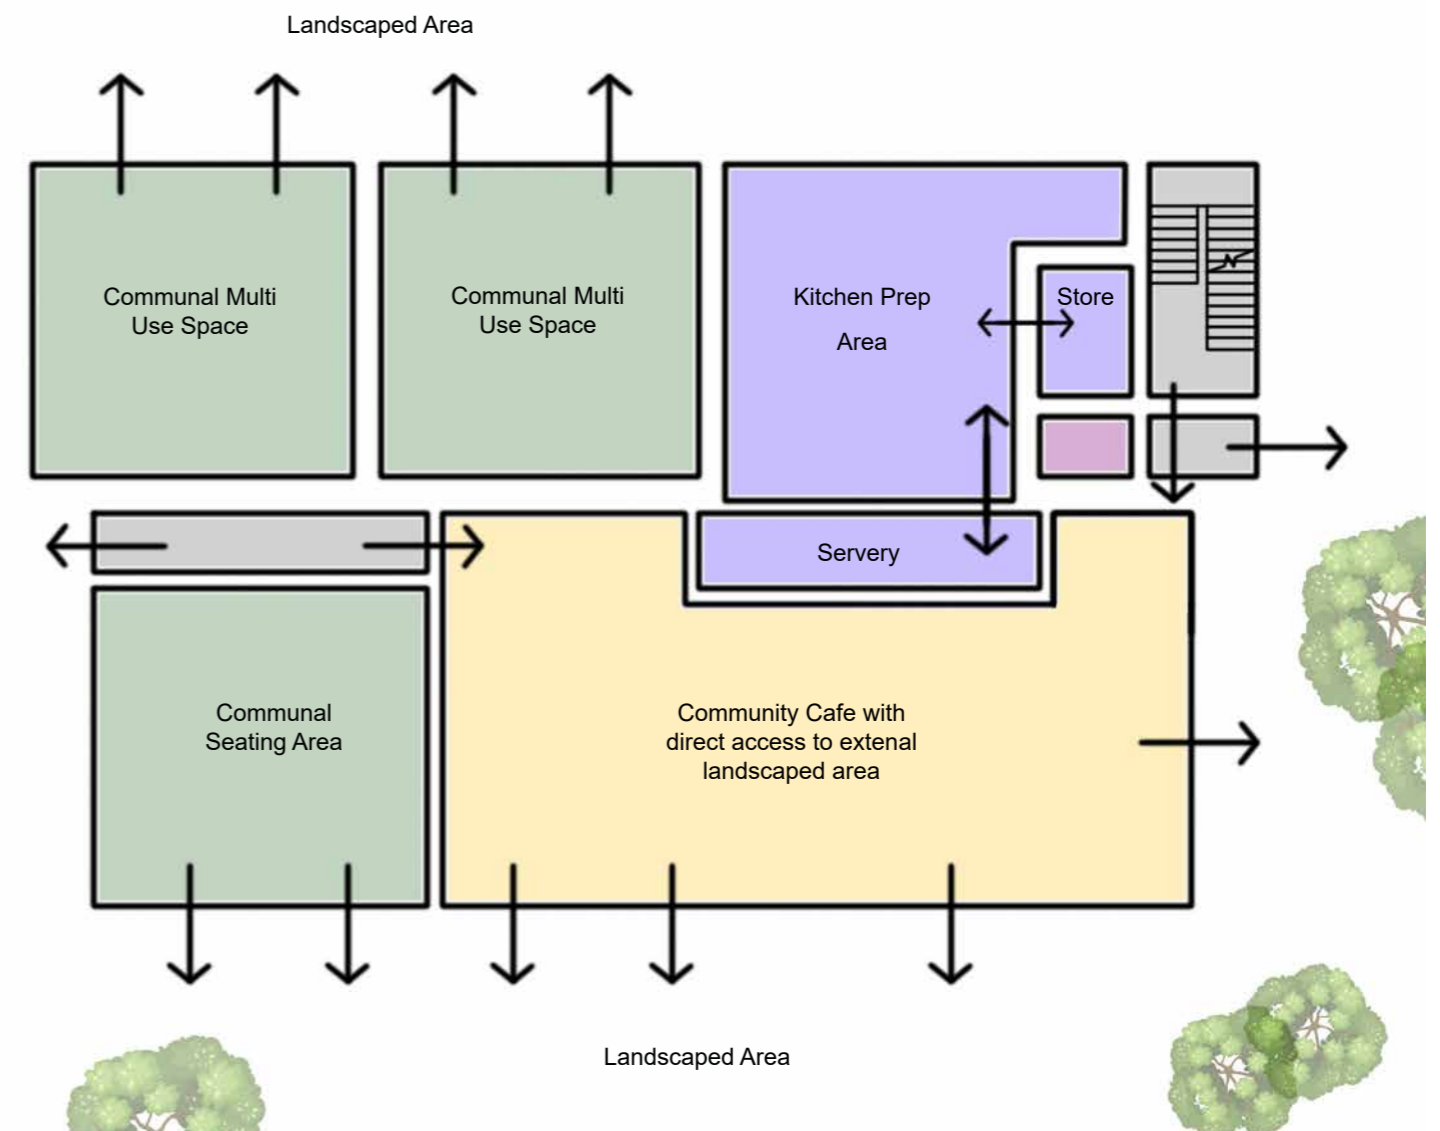 Landscaped Area
Communal Multi
Use Space
Communal Multi
Use Space
Kitchen Prep
Area
Store
Servery
Communal
Seating Area
Community Cafe with
direct access to extenal
landscaped area
Landscaped Area